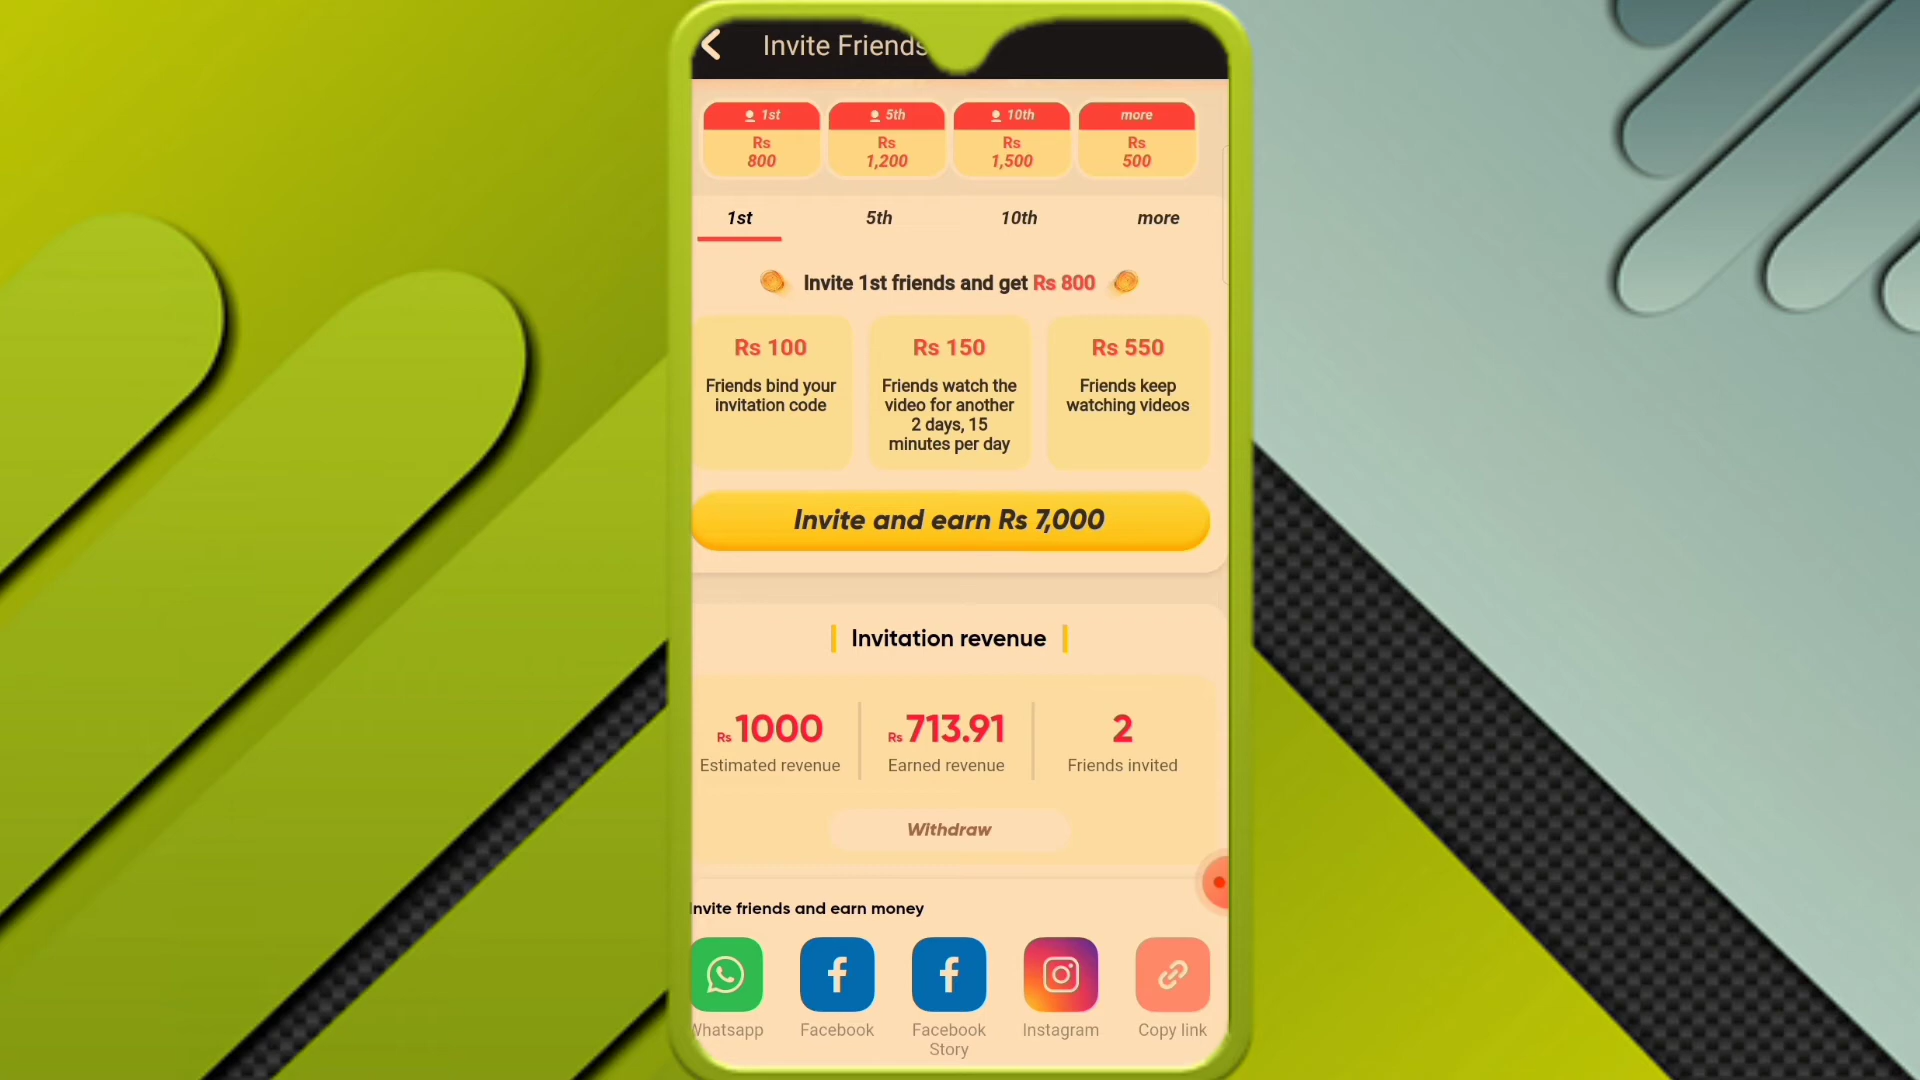 Invite Friends
1st
5th
10th
more
Rs
800
Rs
1,200
Rs
1,500
Rs
500
1st
5th
10th
more
Invite 1st friends and get Rs 800
Rs 100
Friends bind your
invitation code
Rs 150
Friends watch the
video for another
2 days, 15
minutes per day
Rs 550
Friends keep
watching videos
Invite and earn Rs 7,000
Invitation revenue
Rs 1000
Estimated revenue
Rs 713.91
Earned revenue
2
Friends invited
Withdraw
Invite friends and earn money
Whatsapp
Facebook
Facebook
Story
Instagram
Copy link